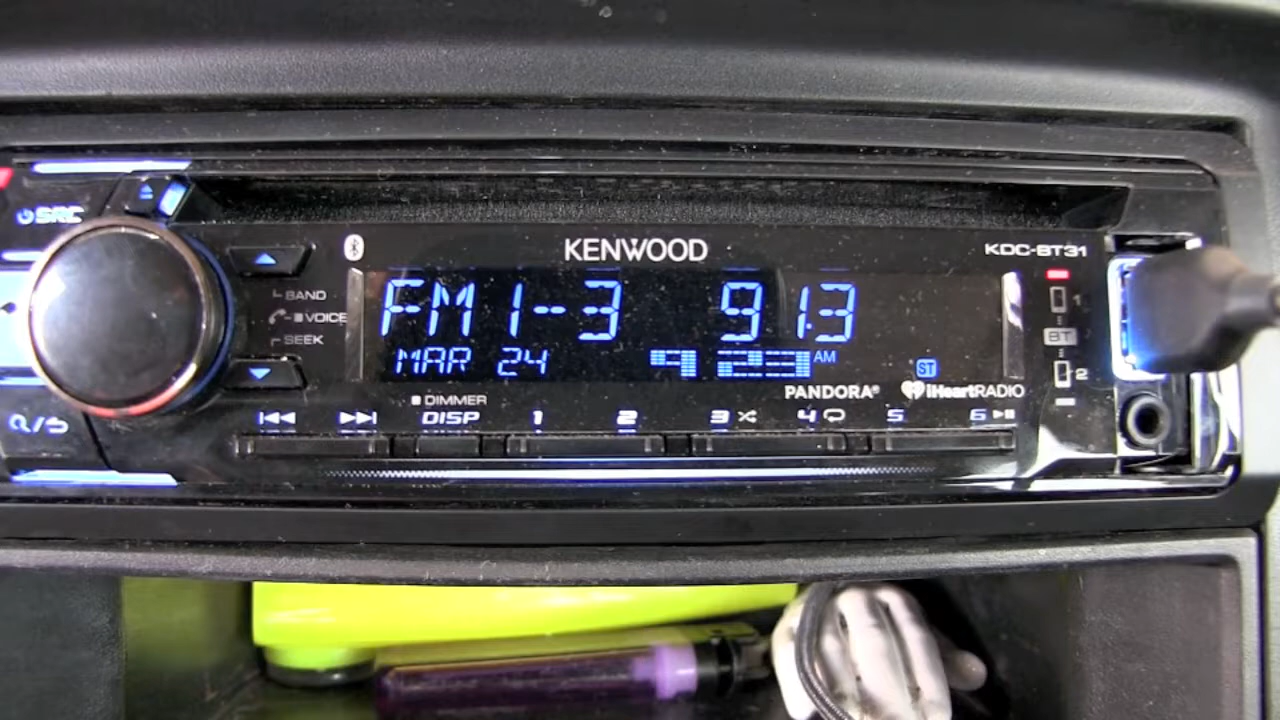 SRC
KENWOOD
KDC-BT31
BAND
VOICE
SEEK
FM1-3 91.3
MAR 24 9 23 AM
ST
1
BT
2
PANDORA®
iHeartRADIO
DIMMER
DISP 1 2 3 4 5 6
Q/